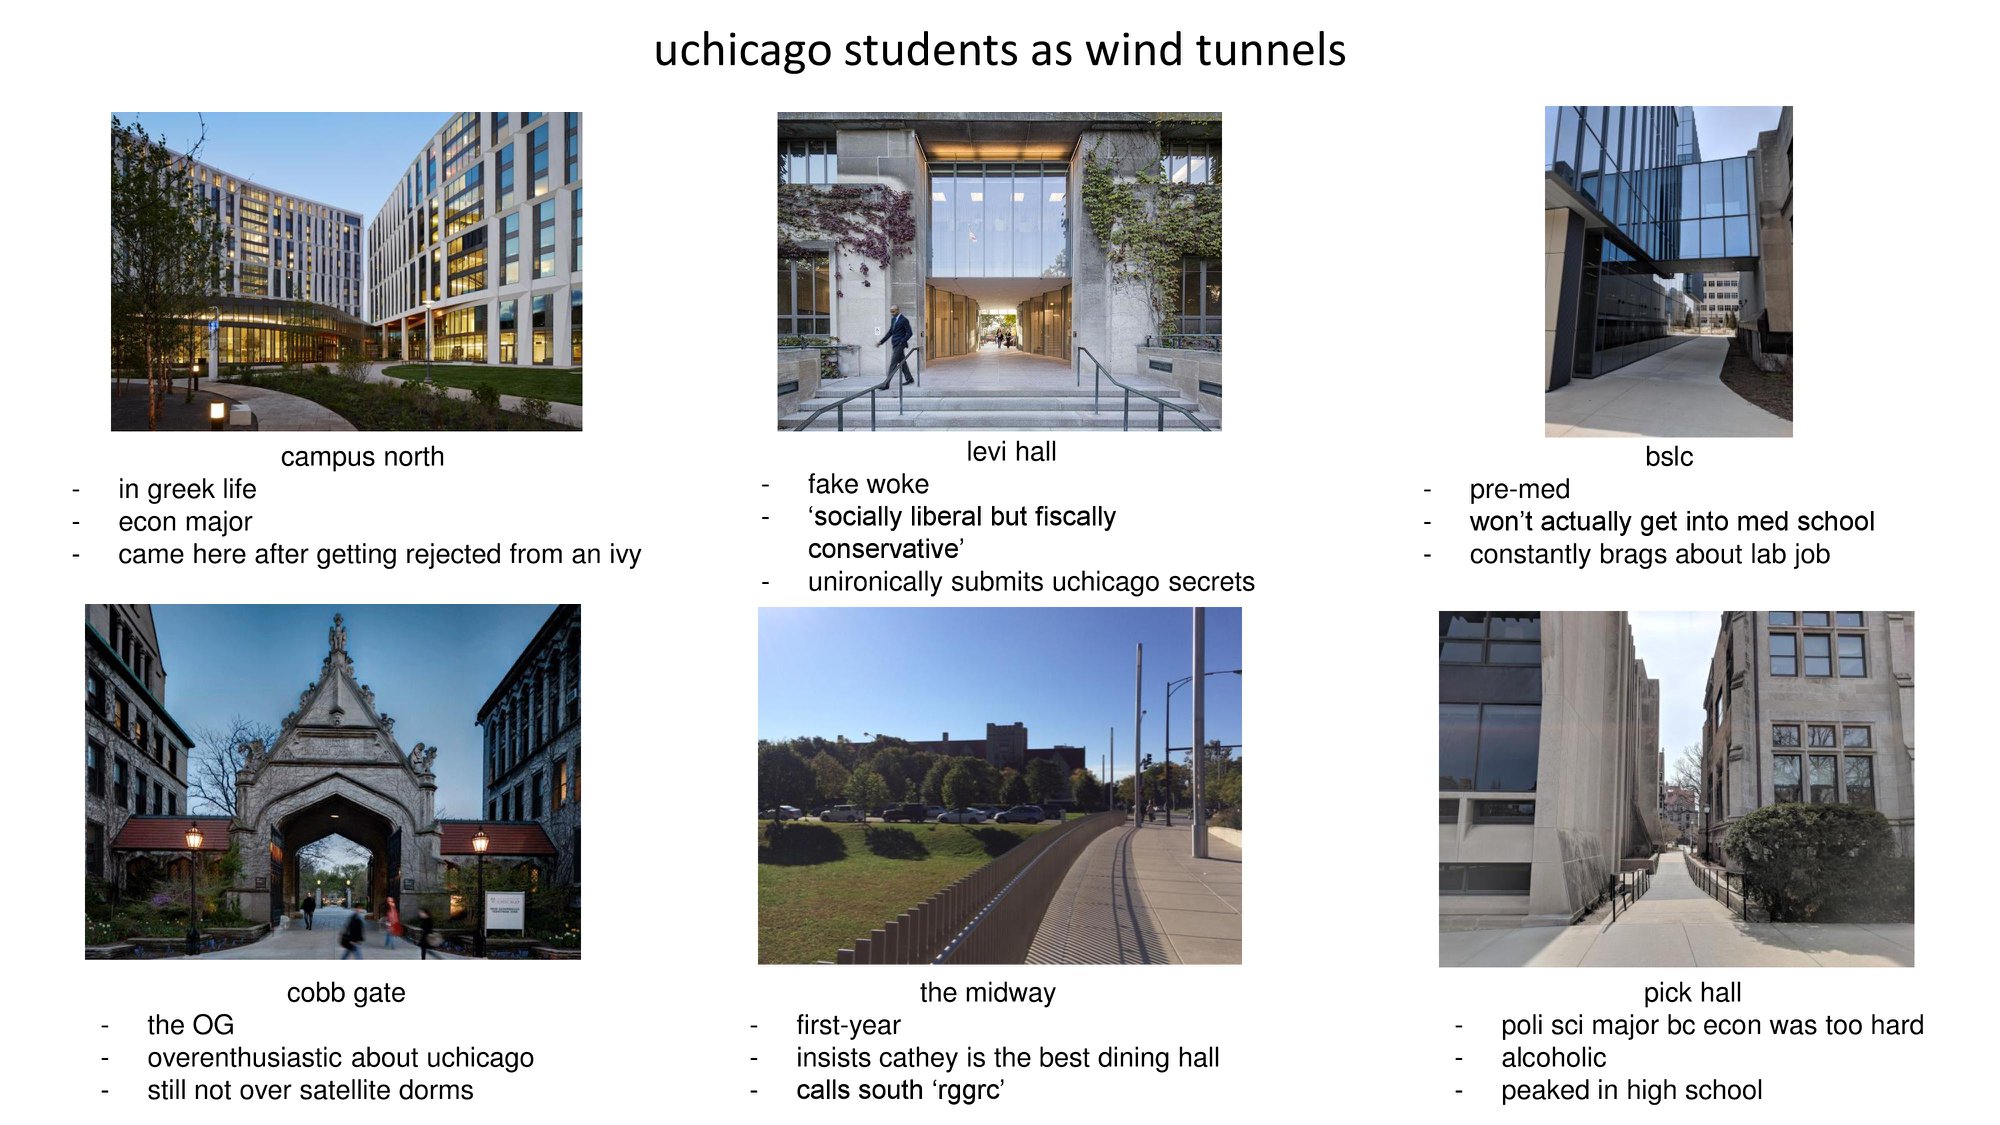 uchicago students as wind tunnels
campus north
- in greek life
- econ major
- came here after getting rejected from an ivy
levi hall
- fake woke
- ‘socially liberal but fiscally
conservative’
- unironically submits uchicago secrets
bslc
- pre-med
- won’t actually get into med school
- constantly brags about lab job
cobb gate
- the OG
- overenthusiastic about uchicago
- still not over satellite dorms
the midway
- first-year
- insists cathey is the best dining hall
- calls south ‘rggrc’
pick hall
- poli sci major bc econ was too hard
- alcoholic
- peaked in high school